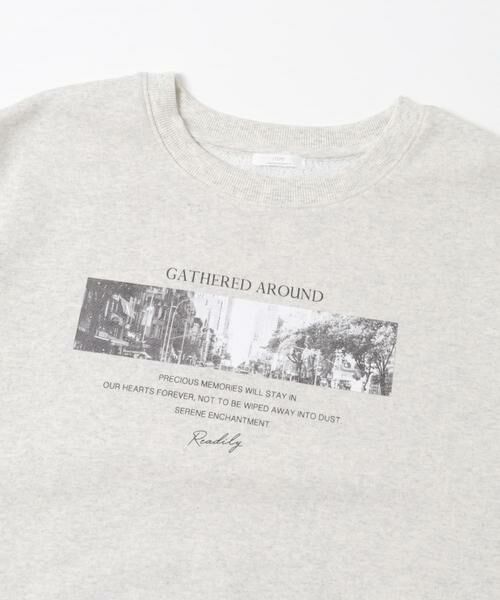 GATHERED AROUND
PRECIOUS MEMORIES WILL STAY IN
OUR HEARTS FOREVER, NOT TO BE WIPED AWAY INTO DUST
SERENE ENCHANTMENT
Readily